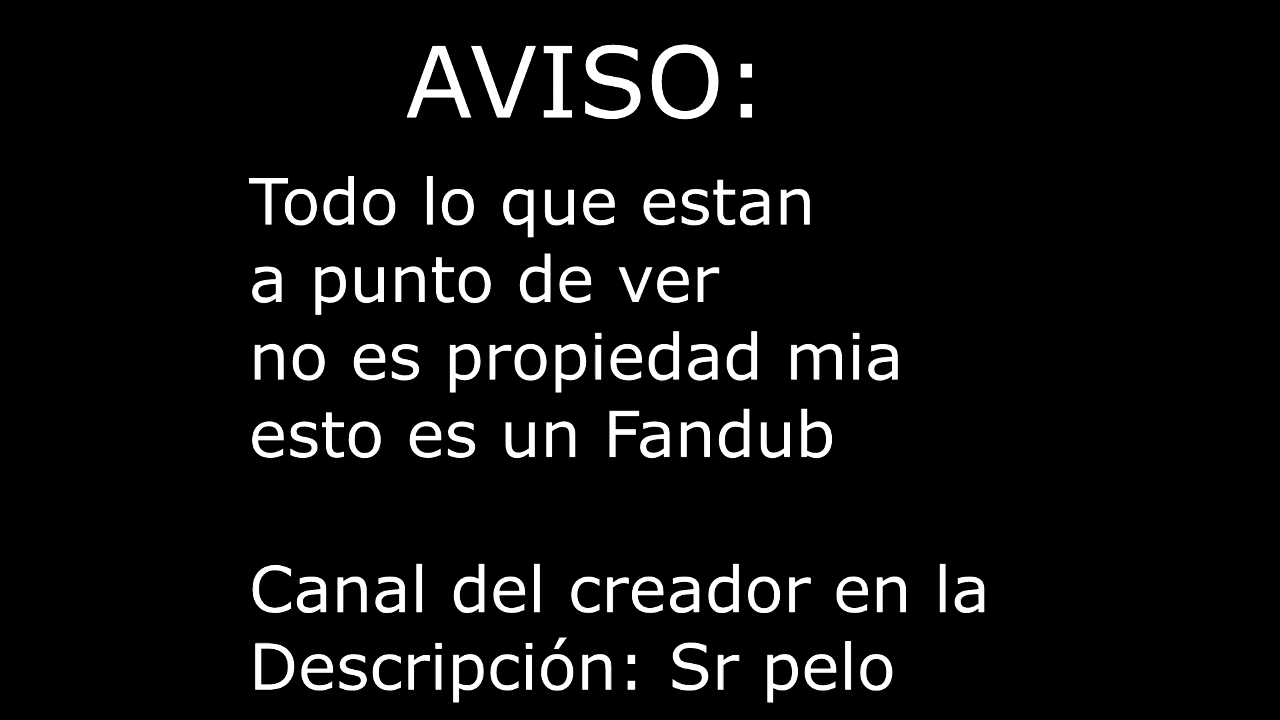 AVISO:
Todo lo que estan
a punto de ver
no es propiedad mia
esto es un Fandub
Canal del creador en la
Descripción: Sr pelo